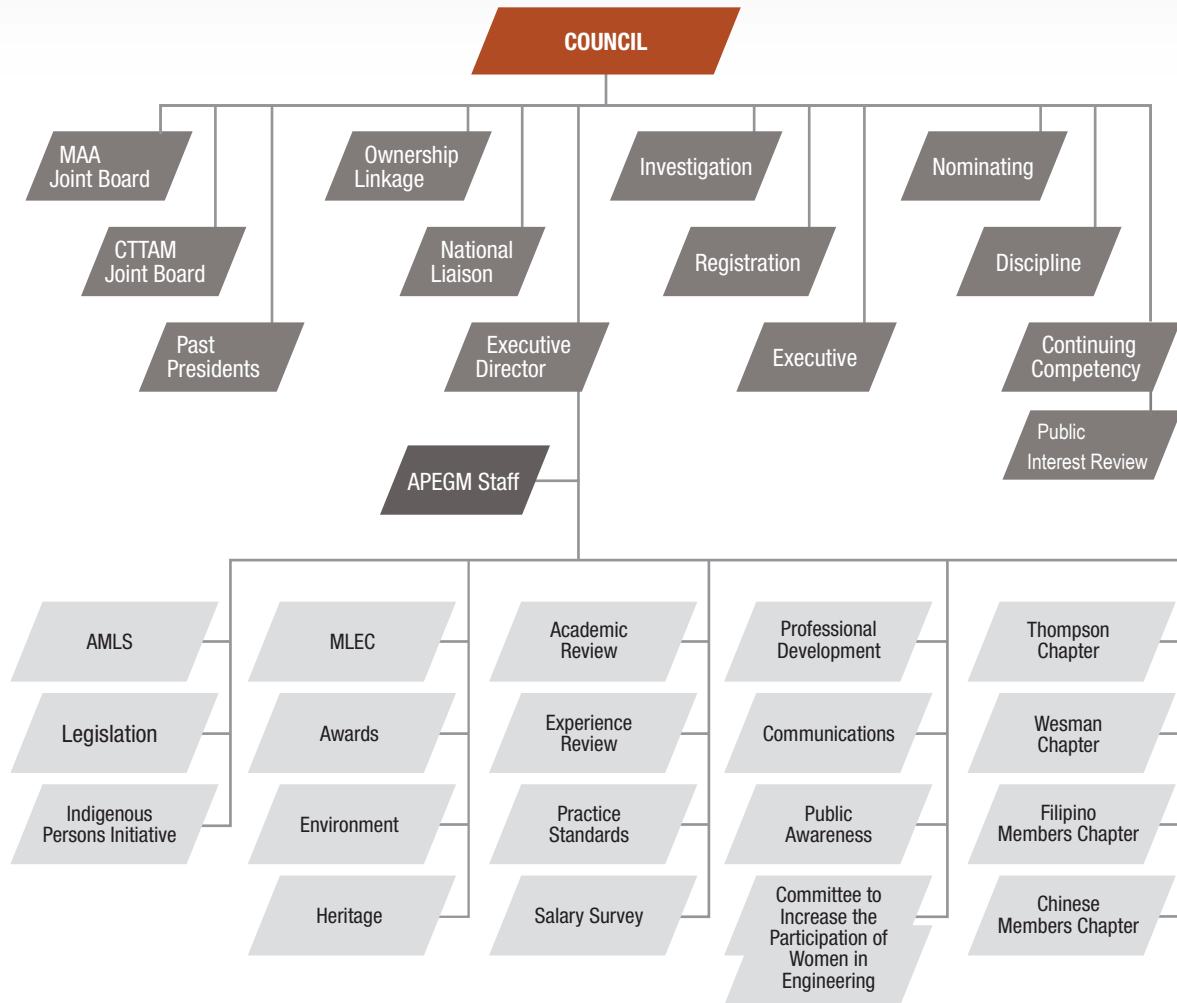 COUNCIL
MAA
Joint Board
Ownership
Linkage
Investigation
Nominating
CTTAM
Joint Board
National
Liaison
Registration
Discipline
Past
Presidents
Executive
Director
Executive
Continuing
Competency
Public
Interest Review
APEGM Staff
AMLS
MLEC
Academic
Review
Professional
Development
Thompson
Chapter
Legislation
Awards
Experience
Review
Communications
Wesman
Chapter
Indigenous
Persons Initiative
Environment
Practice
Standards
Public
Awareness
Filipino
Members Chapter
Heritage
Salary Survey
Committee to
Increase the
Participation of
Women in
Engineering
Chinese
Members Chapter